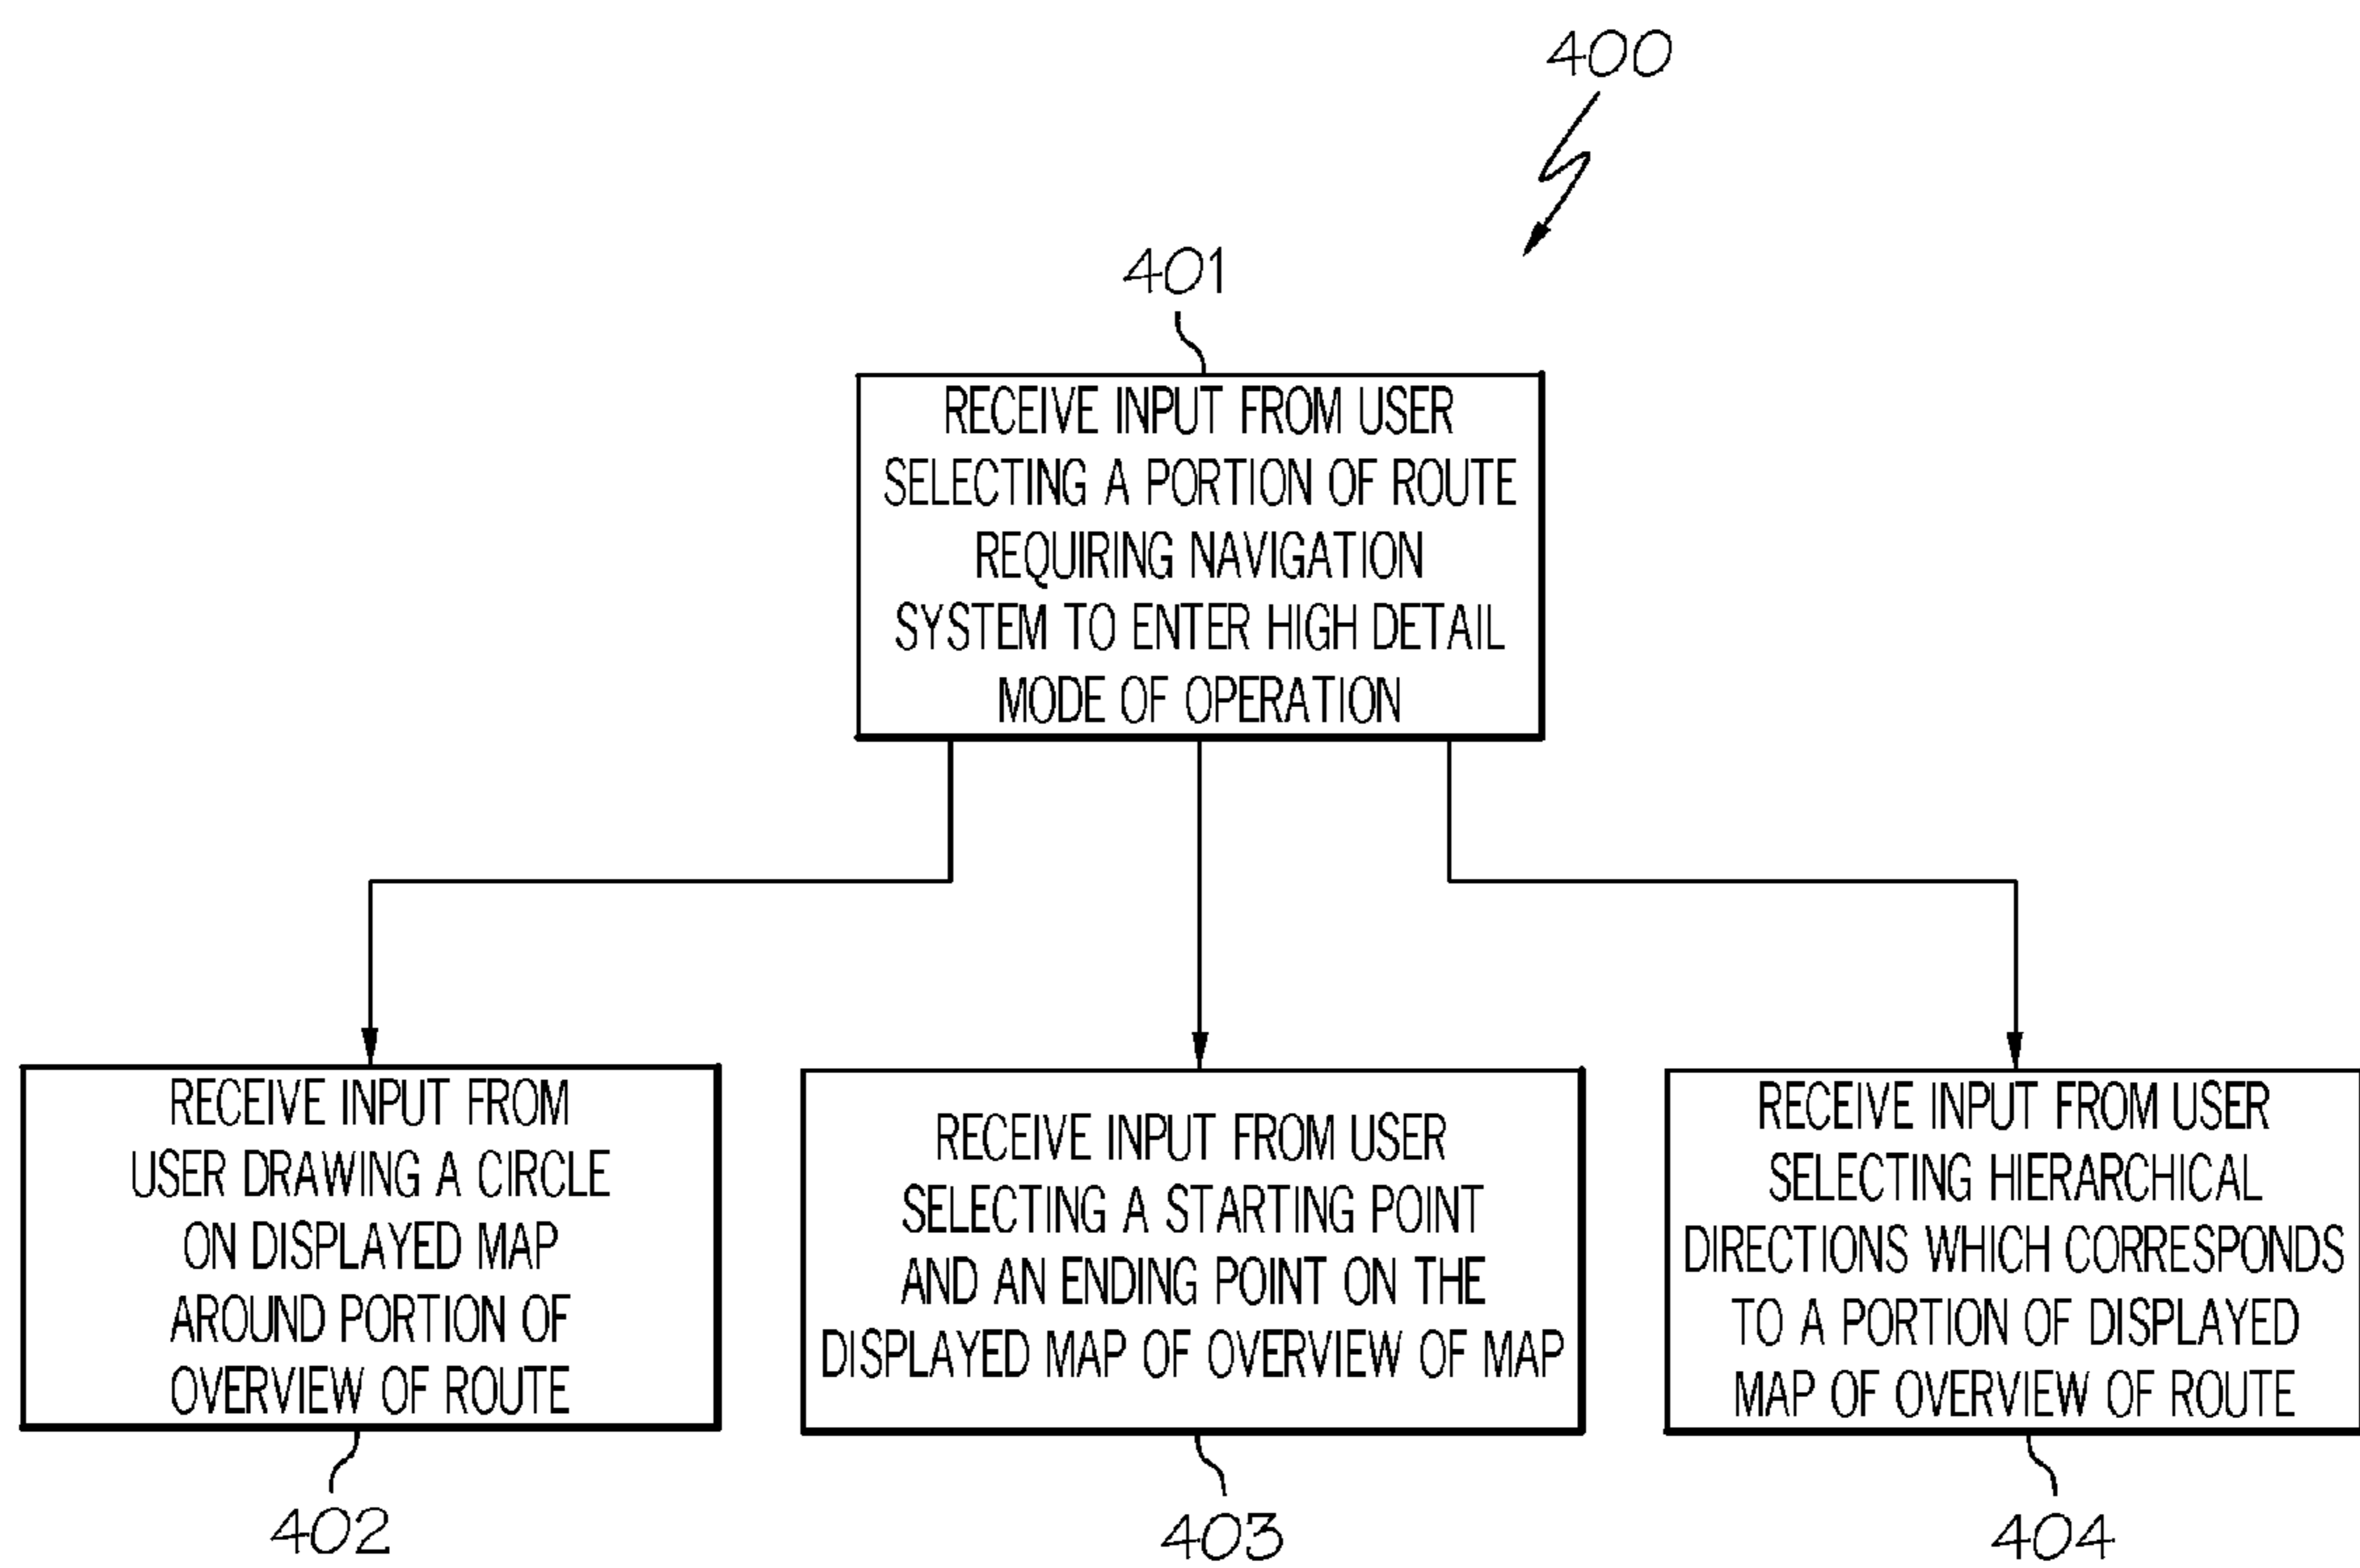 400
401
RECEIVE INPUT FROM USER
SELECTING A PORTION OF ROUTE
REQUIRING NAVIGATION
SYSTEM TO ENTER HIGH DETAIL
MODE OF OPERATION
RECEIVE INPUT FROM
USER DRAWING A CIRCLE
ON DISPLAYED MAP
AROUND PORTION OF
OVERVIEW OF ROUTE
402
RECEIVE INPUT FROM USER
SELECTING A STARTING POINT
AND AN ENDING POINT ON THE
DISPLAYED MAP OF OVERVIEW OF MAP
403
RECEIVE INPUT FROM USER
SELECTING HIERARCHICAL
DIRECTIONS WHICH CORRESPONDS
TO A PORTION OF DISPLAYED
MAP OF OVERVIEW OF ROUTE
404